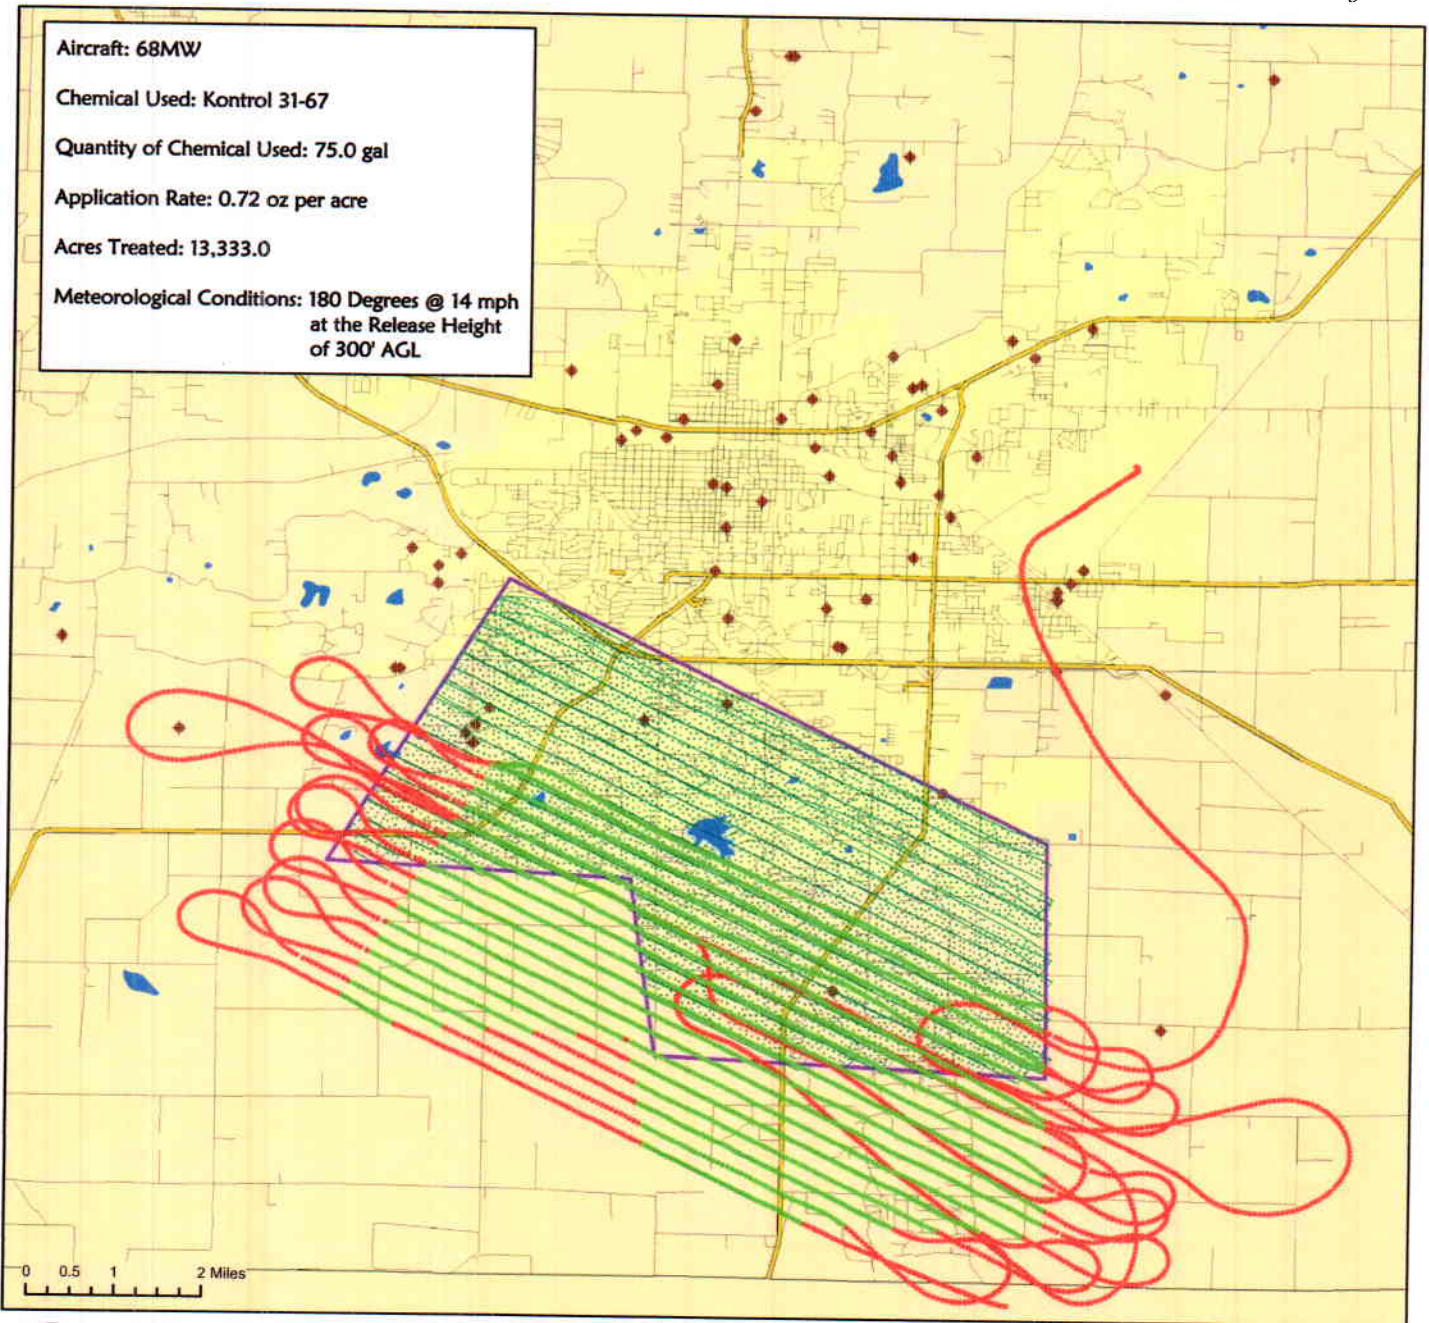 Aircraft: 68MW
Chemical Used: Kontrol 31-67
Quantity of Chemical Used: 75.0 gal
Application Rate: 0.72 oz per acre
Acres Treated: 13,333.0
Meteorological Conditions: 180 Degrees @ 14 mph
at the Release Height
of 300' AGL
0 0.5 1 2 Miles